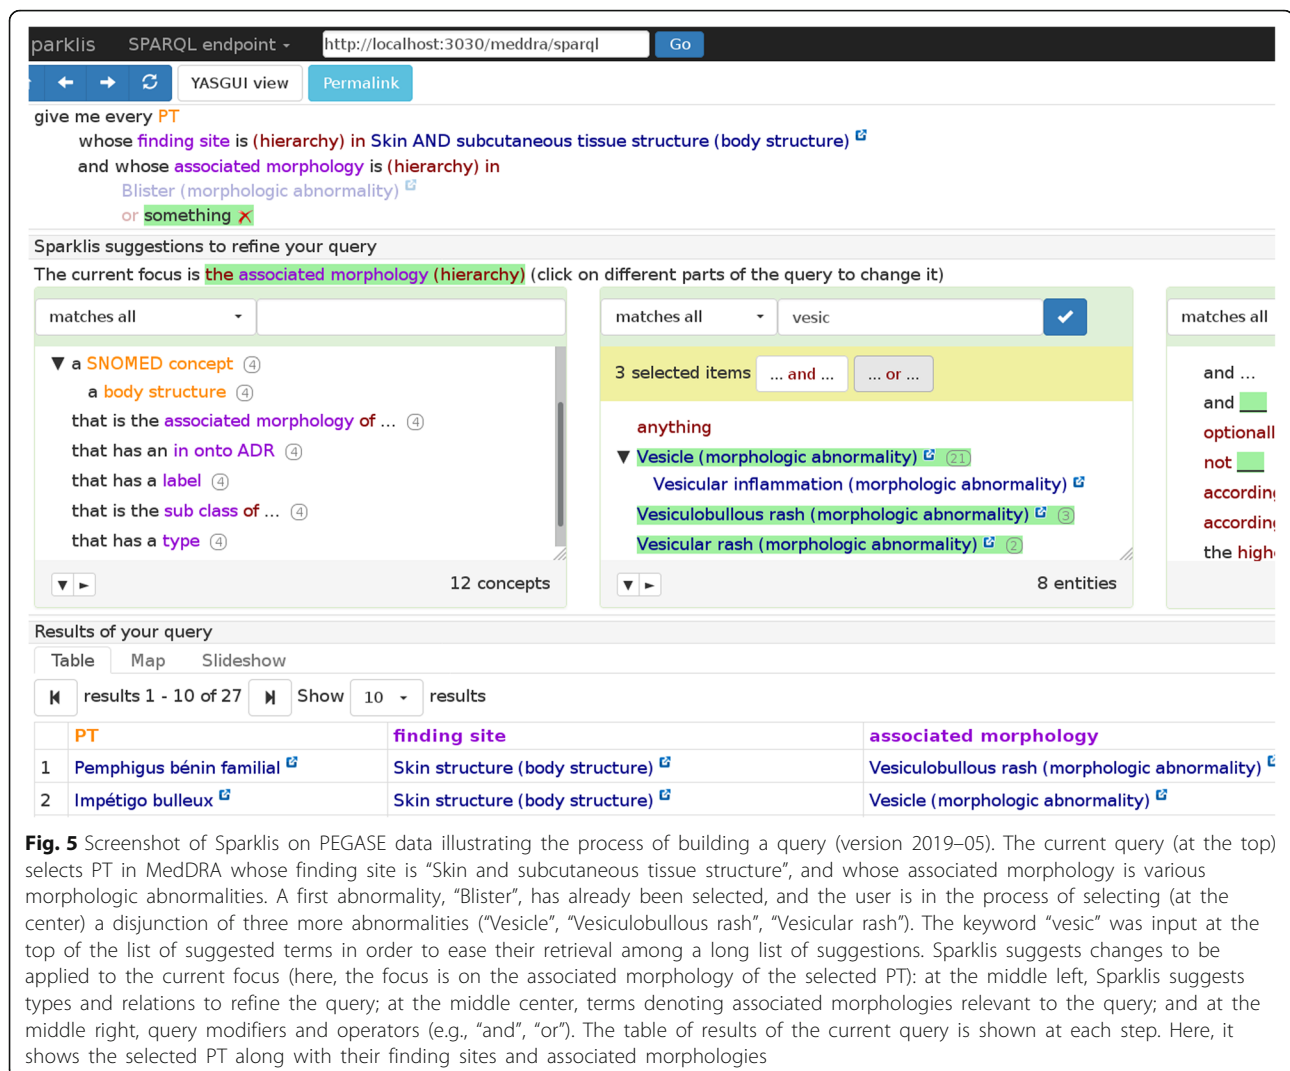 parklis SPARQL endpoint http://localhost:3030/meddra/sparql Go
YASGUI view Permalink
give me every PT
whose finding site is (hierarchy) in Skin AND subcutaneous tissue structure (body structure)
and whose associated morphology is (hierarchy) in
Blister (morphologic abnormality)
or something
Sparklis suggestions to refine your query
The current focus is the associated morphology (hierarchy) (click on different parts of the query to change it)
matches all
a SNOMED concept 4
a body structure 4
that is the associated morphology of ... 4
that has an in onto ADR 4
that has a label 4
that is the sub class of ... 4
that has a type 4
12 concepts
matches all vesic
3 selected items ... and ... ... or ...
anything
Vesicle (morphologic abnormality) 21
Vesicular inflammation (morphologic abnormality)
Vesiculobullous rash (morphologic abnormality) 3
Vesicular rash (morphologic abnormality) 2
8 entities
matches all
and ...
and
optionall
not
according
according
the highe
Results of your query
Table Map Slideshow
results 1 - 10 of 27 Show 10 results
PT finding site associated morphology
1 Pemphigus bénin familial Skin structure (body structure) Vesiculobullous rash (morphologic abnormality)
2 Impétigo bulleux Skin structure (body structure) Vesicle (morphologic abnormality)
Fig. 5 Screenshot of Sparklis on PEGASE data illustrating the process of building a query (version 2019–05). The current query (at the top)
selects PT in MedDRA whose finding site is “Skin and subcutaneous tissue structure”, and whose associated morphology is various
morphologic abnormalities. A first abnormality, “Blister”, has already been selected, and the user is in the process of selecting (at the
center) a disjunction of three more abnormalities (“Vesicle”, “Vesiculobullous rash”, “Vesicular rash”). The keyword “vesic” was input at the
top of the list of suggested terms in order to ease their retrieval among a long list of suggestions. Sparklis suggests changes to be
applied to the current focus (here, the focus is on the associated morphology of the selected PT): at the middle left, Sparklis suggests
types and relations to refine the query; at the middle center, terms denoting associated morphologies relevant to the query; and at the
middle right, query modifiers and operators (e.g., “and”, “or”). The table of results of the current query is shown at each step. Here, it
shows the selected PT along with their finding sites and associated morphologies